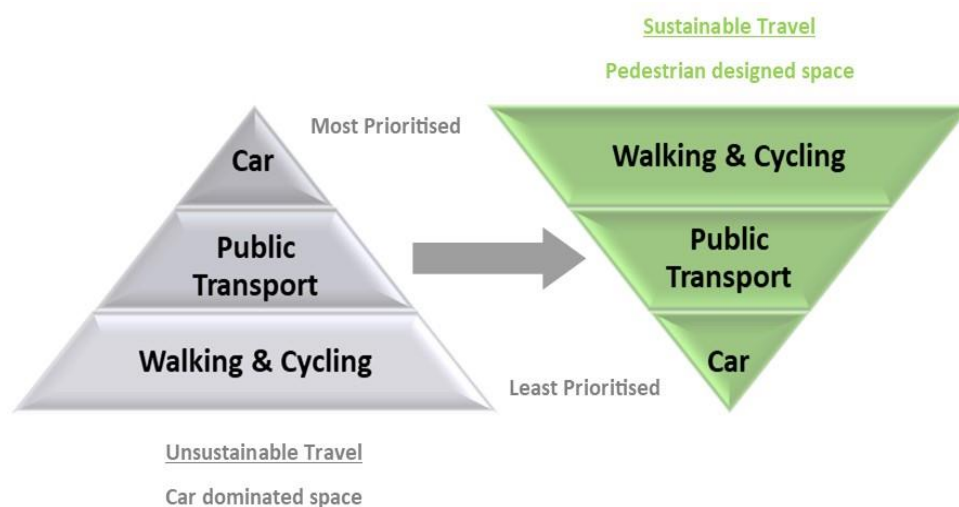 Sustainable Travel
Pedestrian designed space
Most Prioritised
Car
Public
Transport
Walking & Cycling
Walking & Cycling
Public
Transport
Car
Least Prioritised
Unsustainable Travel
Car dominated space